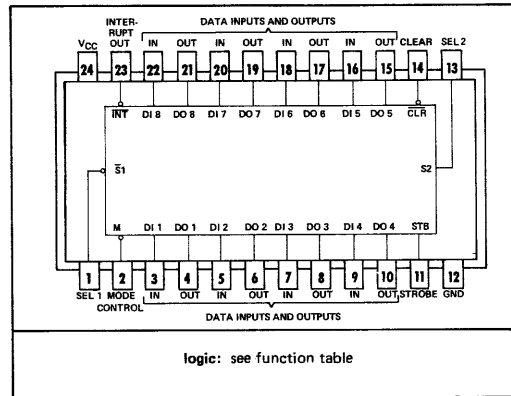 DATA INPUTS AND OUTPUTS
INTER-
RUPT
VCC OUT IN OUT IN OUT IN OUT IN OUT CLEAR SEL 2
24 23 22 21 20 19 18 17 16 15 14 13
INT DI 8 DO 8 DI 7 DO 7 DI 6 DO 6 DI 5 DO 5 CLR
S1 S2
M DI 1 DO 1 DI 2 DO 2 DI 3 DO 3 DI 4 DO 4 STB
1 2 3 4 5 6 7 8 9 10 11 12
SEL 1 MODE IN OUT IN OUT IN OUT IN OUT STROBE GND
CONTROL
DATA INPUTS AND OUTPUTS
logic: see function table